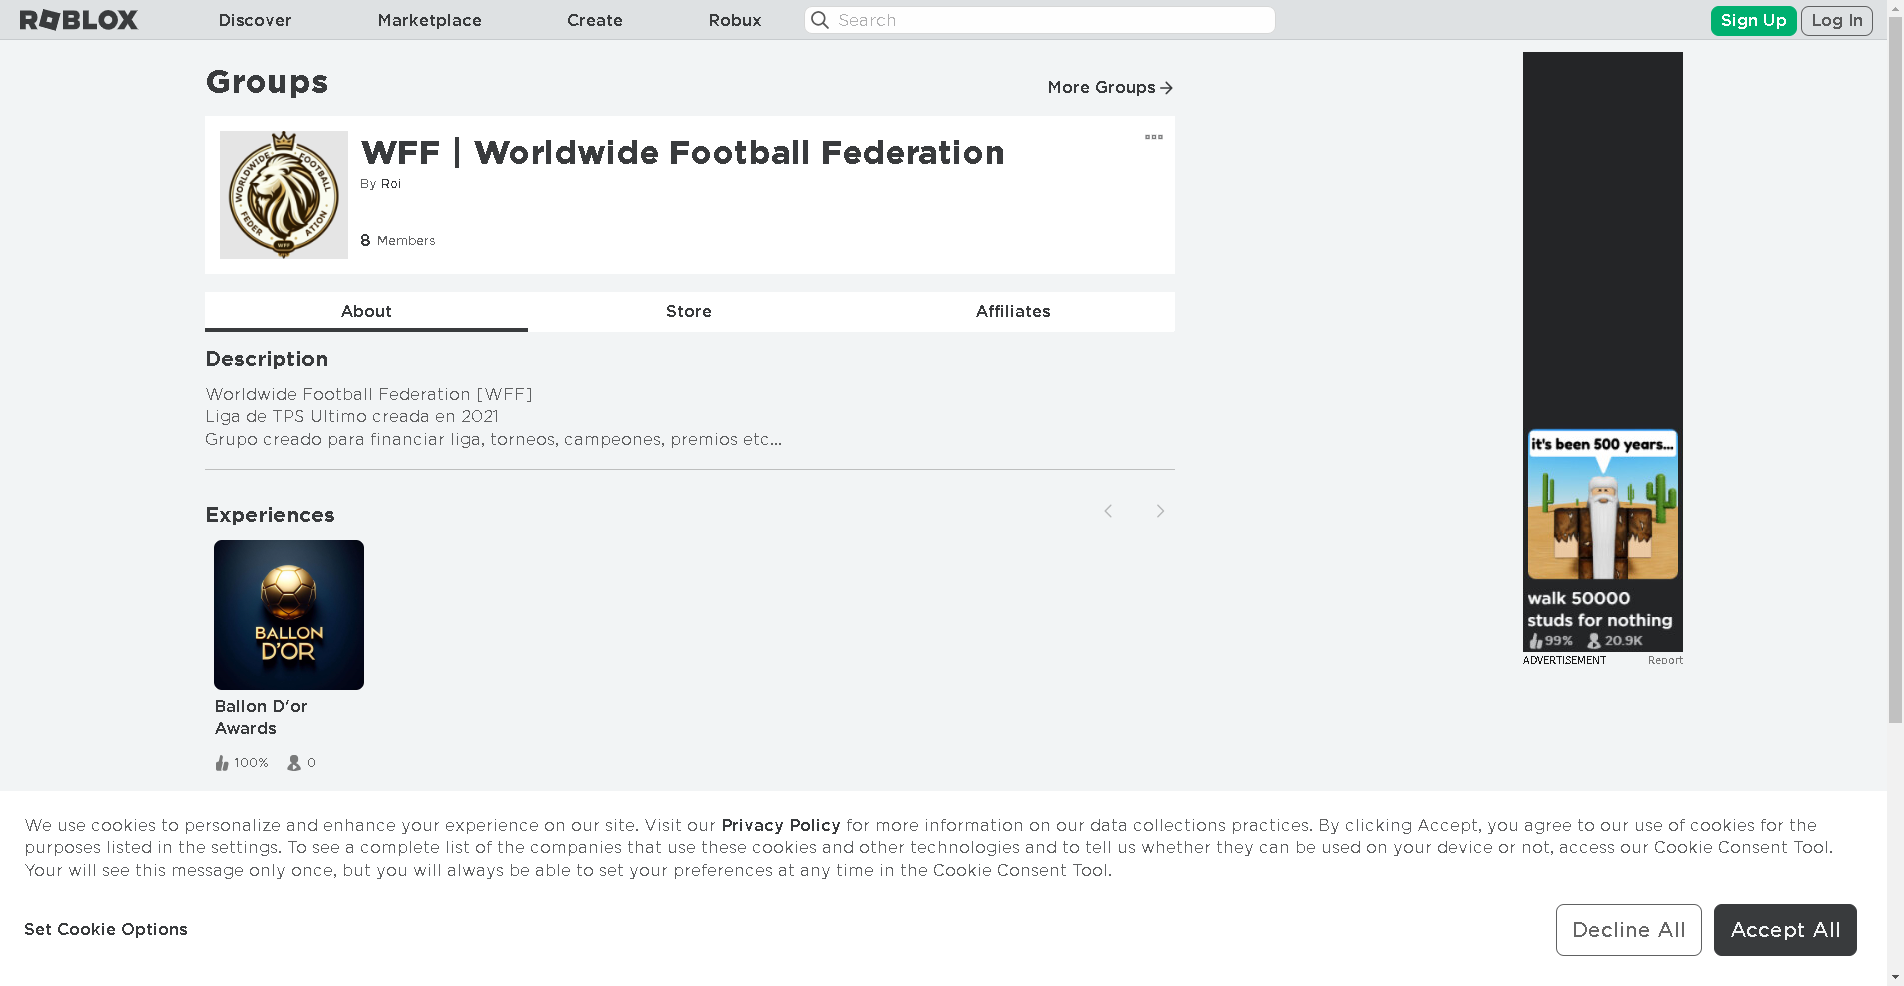 ROBLOX
Discover
Marketplace
Create
Robux
Search
Sign Up
Log In
Groups
More Groups
WORLDWIDE FOOTBALL FEDERATION
WFF
WFF | Worldwide Football Federation
By Roi
8 Members
About
Store
Affiliates
Description
Worldwide Football Federation [WFF]
Liga de TPS Ultimo creada en 2021
Grupo creado para financiar liga, torneos, campeones, premios etc...
Experiences
BALLON
D'OR
Ballon D'or
Awards
100%
0
it's been 500 years...
walk 50000
studs for nothing
99%
20.9K
ADVERTISEMENT
Report
We use cookies to personalize and enhance your experience on our site. Visit our Privacy Policy for more information on our data collections practices. By clicking Accept, you agree to our use of cookies for the
purposes listed in the settings. To see a complete list of the companies that use these cookies and other technologies and to tell us whether they can be used on your device or not, access our Cookie Consent Tool.
Your will see this message only once, but you will always be able to set your preferences at any time in the Cookie Consent Tool.
Set Cookie Options
Decline All
Accept All